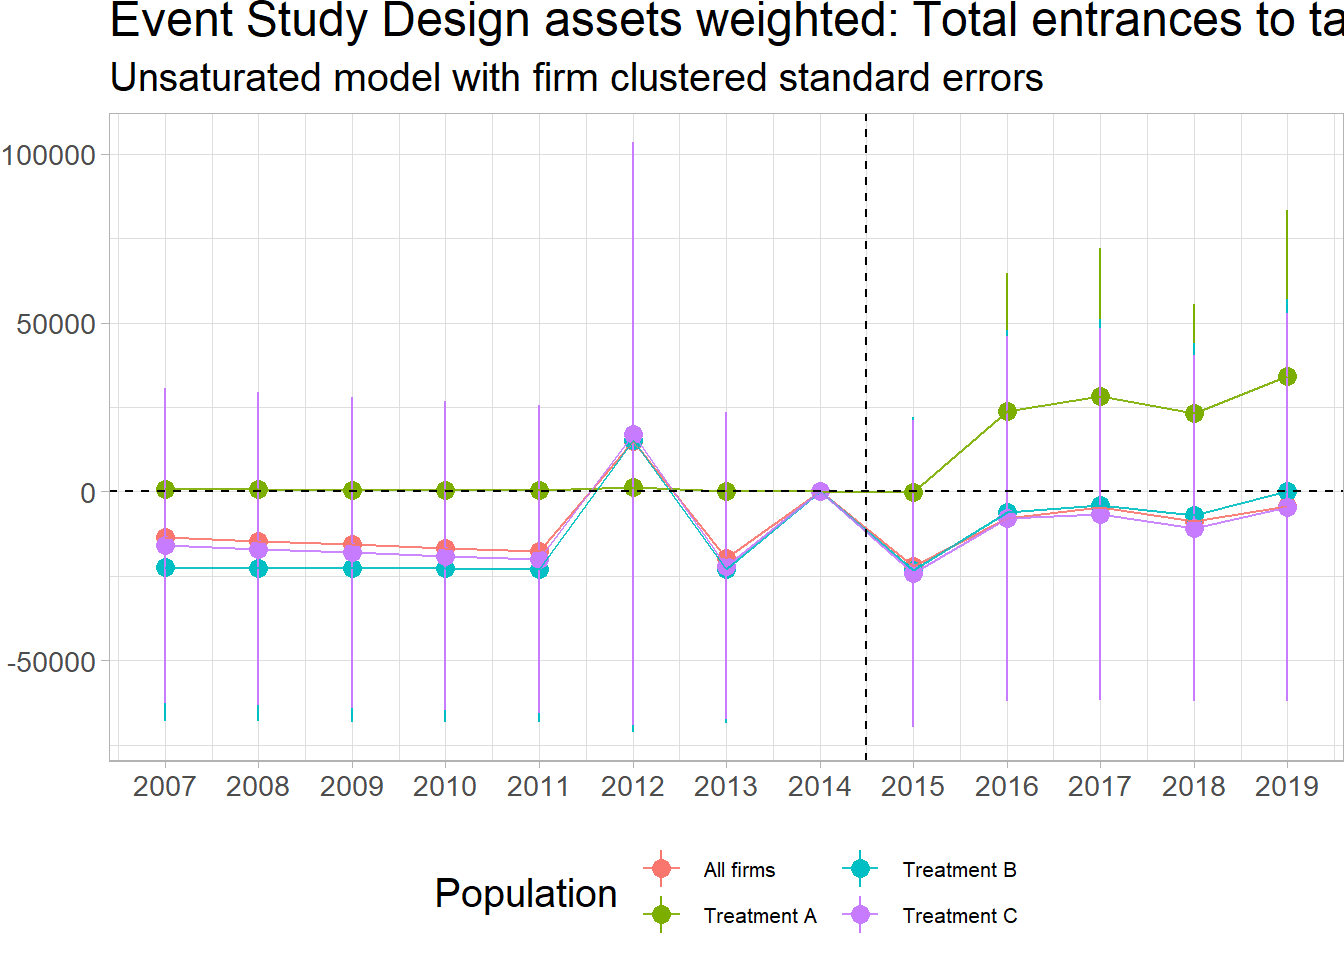 Event Study Design assets weighted: Total entrances to
Unsaturated model with firm clustered standard errors
100000
50000
0
-50000
2007 2008 2009 2010 2011 2012 2013 2014 2015 2016 2017 2018 2019
Population
All firms Treatment B
Treatment A Treatment C